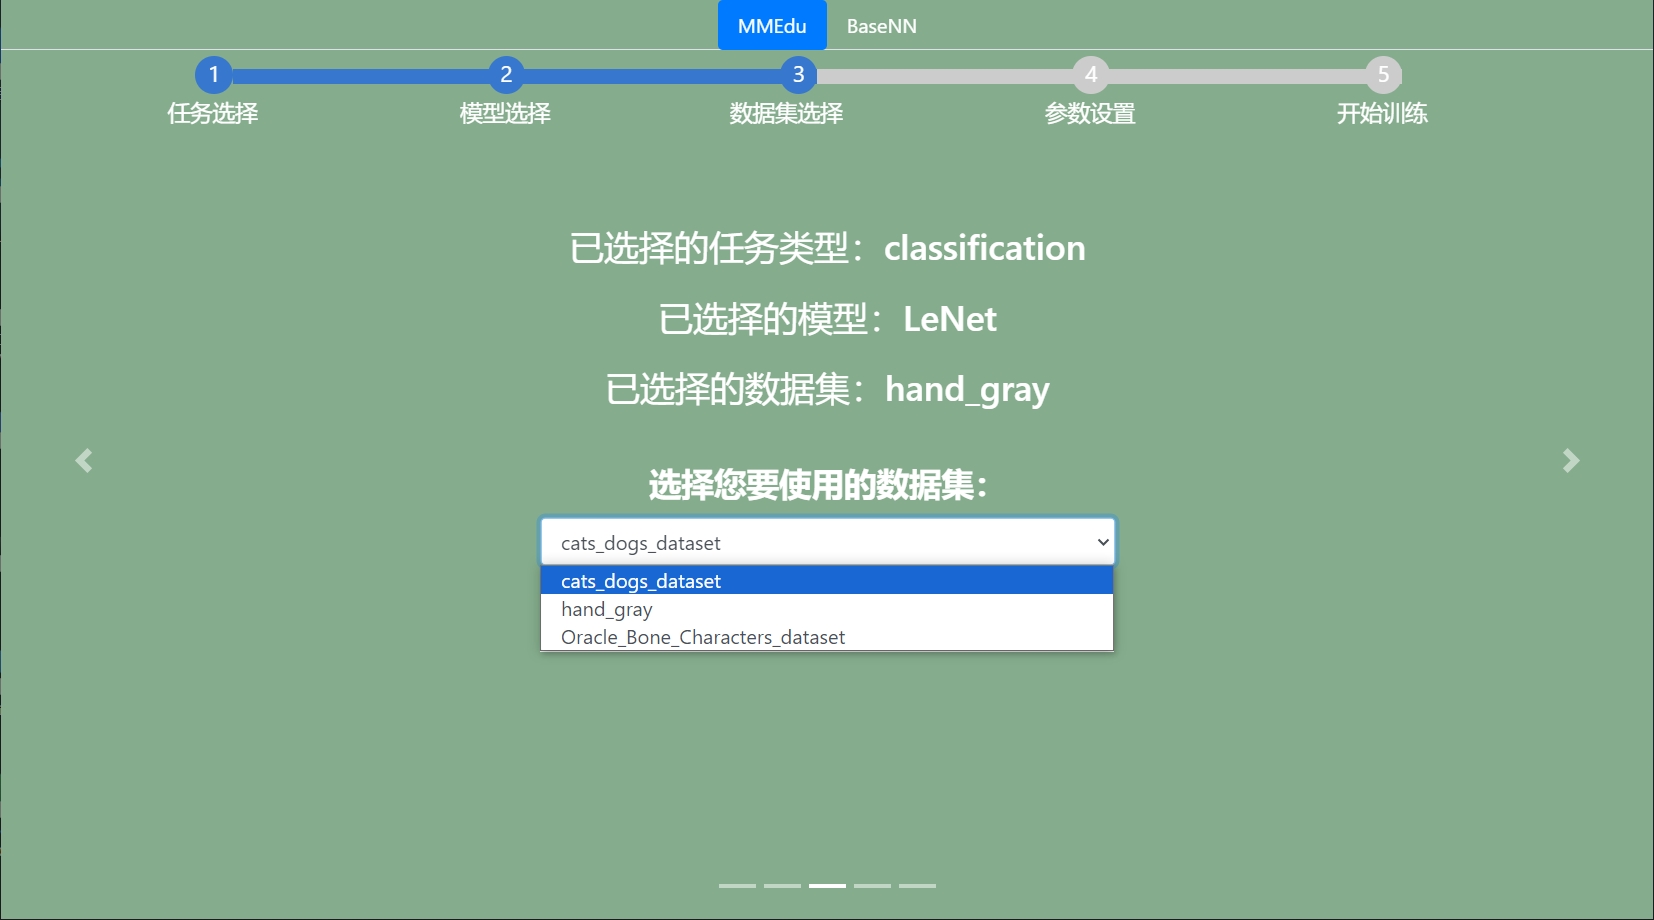 MMEdu BaseNN
1 2 3 4 5
任务选择 模型选择 数据集选择 参数设置 开始训练
已选择的任务类型：classification
已选择的模型：LeNet
已选择的数据集：hand_gray
选择您要使用的数据集：
cats_dogs_dataset
cats_dogs_dataset
hand_gray
Oracle_Bone_Characters_dataset